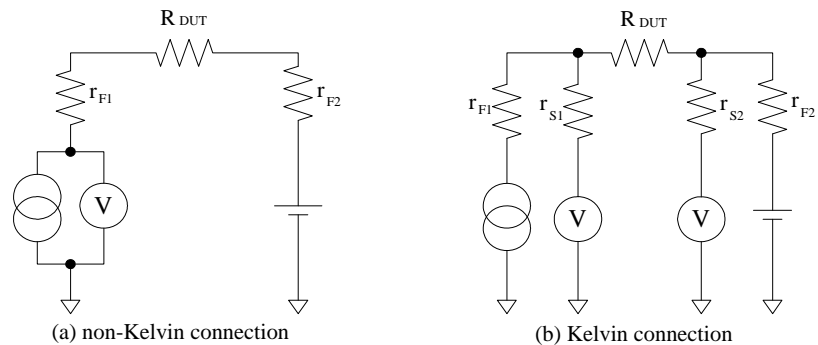 R DUT
r F1
r F2
V
(a) non-Kelvin connection
R DUT
r F1
r S1
r S2
r F2
V
V
(b) Kelvin connection